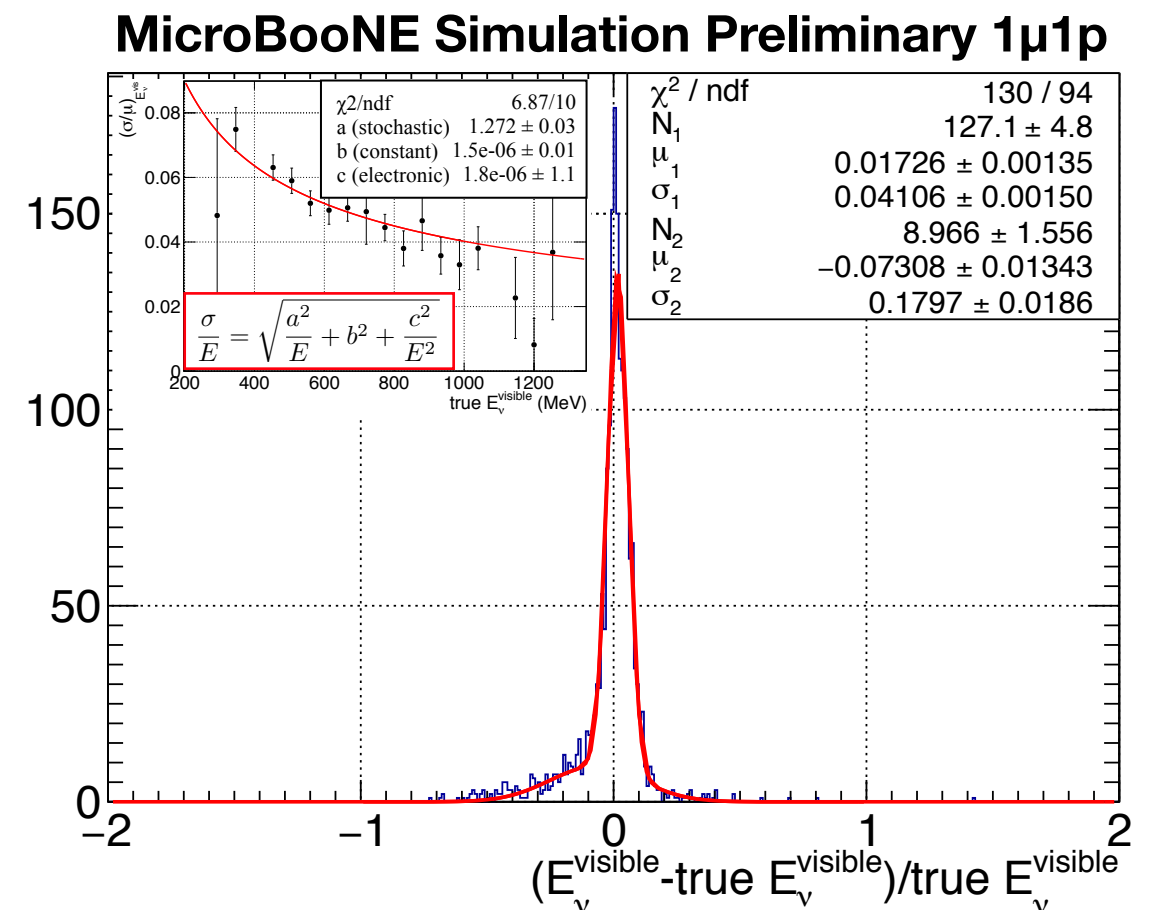 MicroBooNE Simulation Preliminary 1μ1p
χ² / ndf 130 / 94
N₁ 127.1 ± 4.8
μ₁ 0.01726 ± 0.00135
σ₁ 0.04106 ± 0.00150
N₂ 8.966 ± 1.556
μ₂ −0.07308 ± 0.01343
σ₂ 0.1797 ± 0.0186
(σ/μ)_{E_ν^{vis}}
χ2/ndf 6.87/10
a (stochastic) 1.272 ± 0.03
b (constant) 1.5e-06 ± 0.01
c (electronic) 1.8e-06 ± 1.1
0.08
0.06
0.04
0.02
0
σ/E = √(a²/E + b² + c²/E²)
200 400 600 800 1000 1200
true E_ν^{visible} (MeV)
150
100
50
0
−2 −1 0 1 2
(E_ν^{visible}-true E_ν^{visible})/true E_ν^{visible}